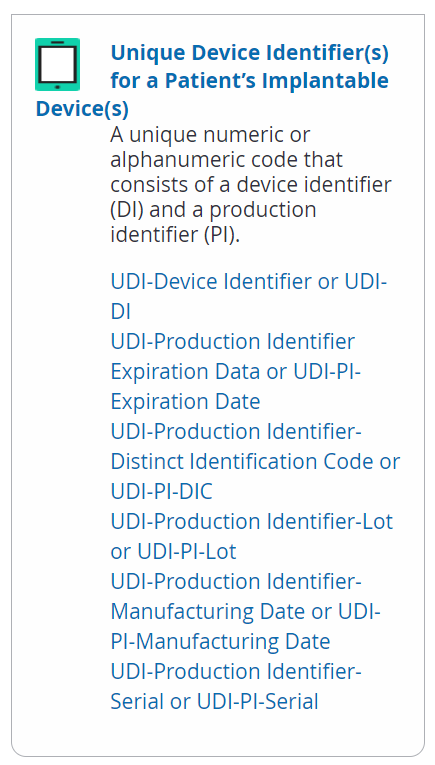 Unique Device Identifier(s)
for a Patient’s Implantable
Device(s)
A unique numeric or
alphanumeric code that
consists of a device identifier
(DI) and a production
identifier (PI).
UDI-Device Identifier or UDI-
DI
UDI-Production Identifier
Expiration Data or UDI-PI-
Expiration Date
UDI-Production Identifier-
Distinct Identification Code or
UDI-PI-DIC
UDI-Production Identifier-Lot
or UDI-PI-Lot
UDI-Production Identifier-
Manufacturing Date or UDI-
PI-Manufacturing Date
UDI-Production Identifier-
Serial or UDI-PI-Serial